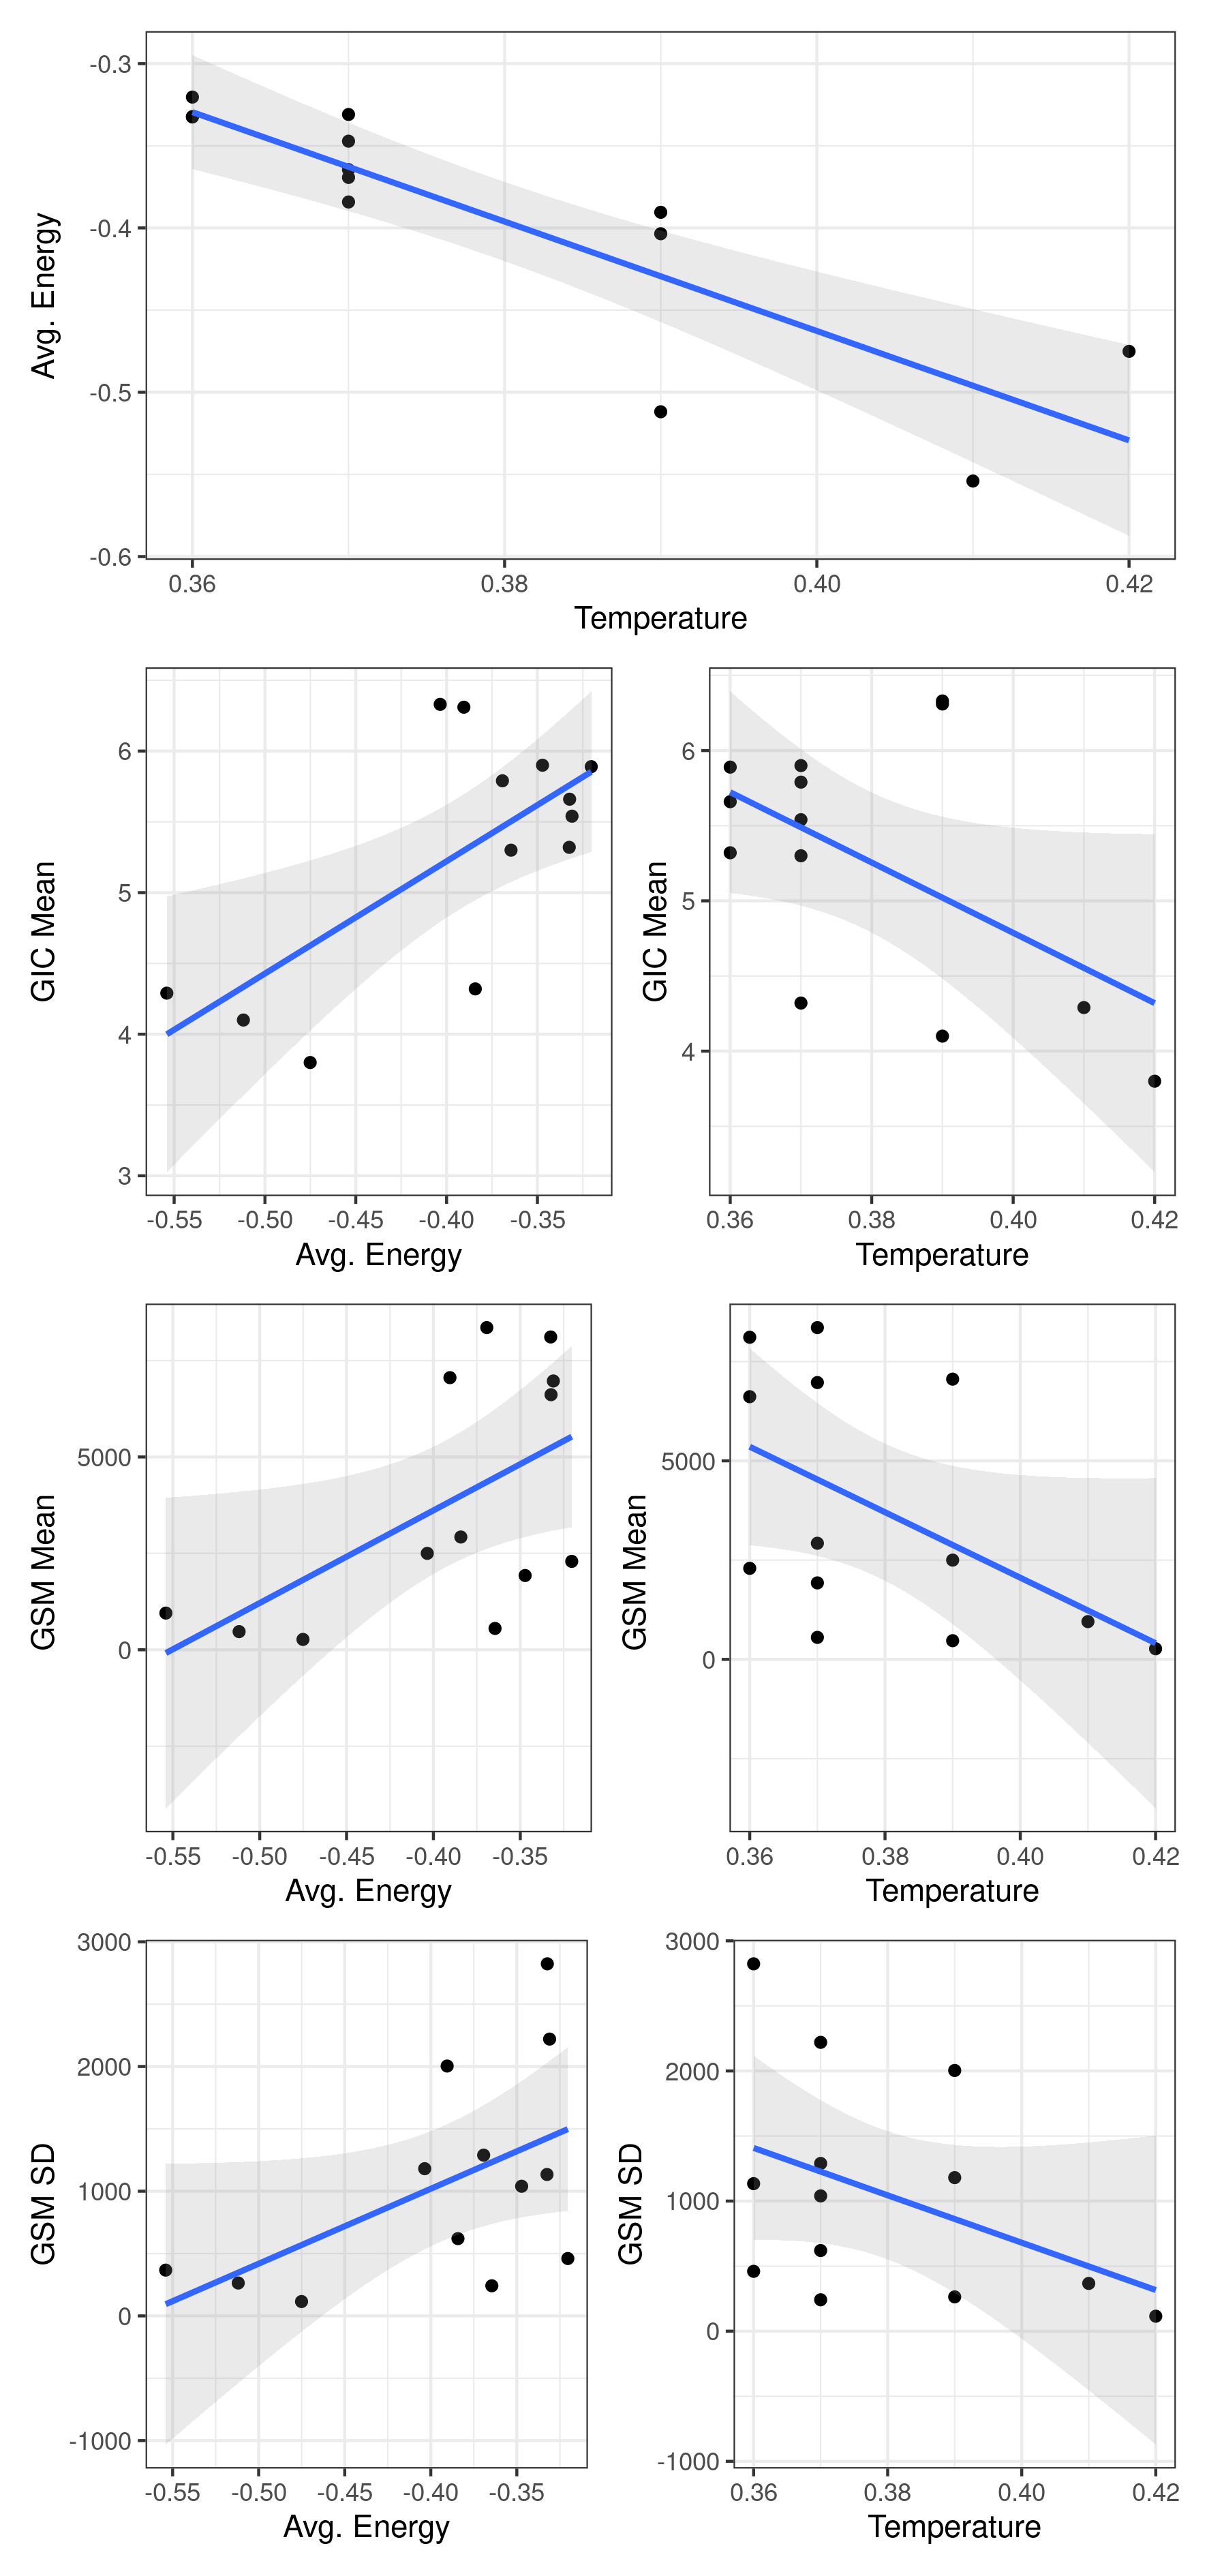 -0.3
-0.4
-0.5
-0.6
Avg. Energy
0.36 0.38 0.40 0.42
Temperature
6
5
4
3
GIC Mean
-0.55 -0.50 -0.45 -0.40 -0.35
Avg. Energy
6
5
4
GIC Mean
0.36 0.38 0.40 0.42
Temperature
5000
0
GSM Mean
-0.55 -0.50 -0.45 -0.40 -0.35
Avg. Energy
5000
0
GSM Mean
0.36 0.38 0.40 0.42
Temperature
3000
2000
1000
0
-1000
GSM SD
-0.55 -0.50 -0.45 -0.40 -0.35
Avg. Energy
3000
2000
1000
0
-1000
GSM SD
0.36 0.38 0.40 0.42
Temperature